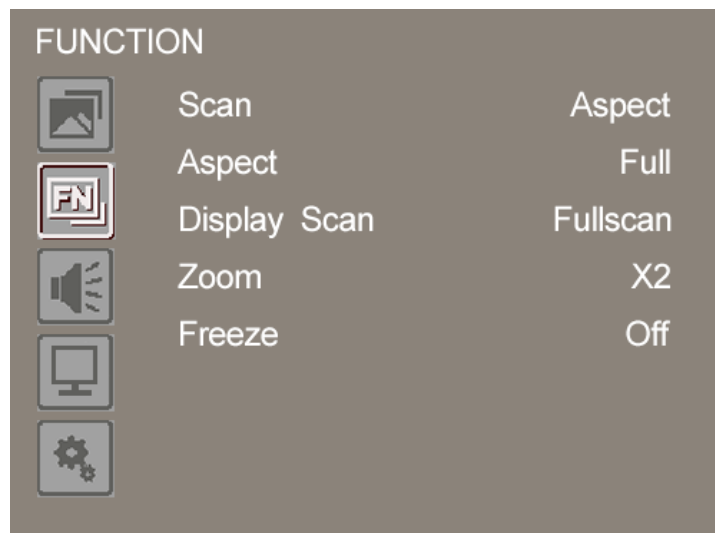 FUNCTION
Scan Aspect
Aspect Full
FN
Display Scan Fullscan
Zoom X2
Freeze Off